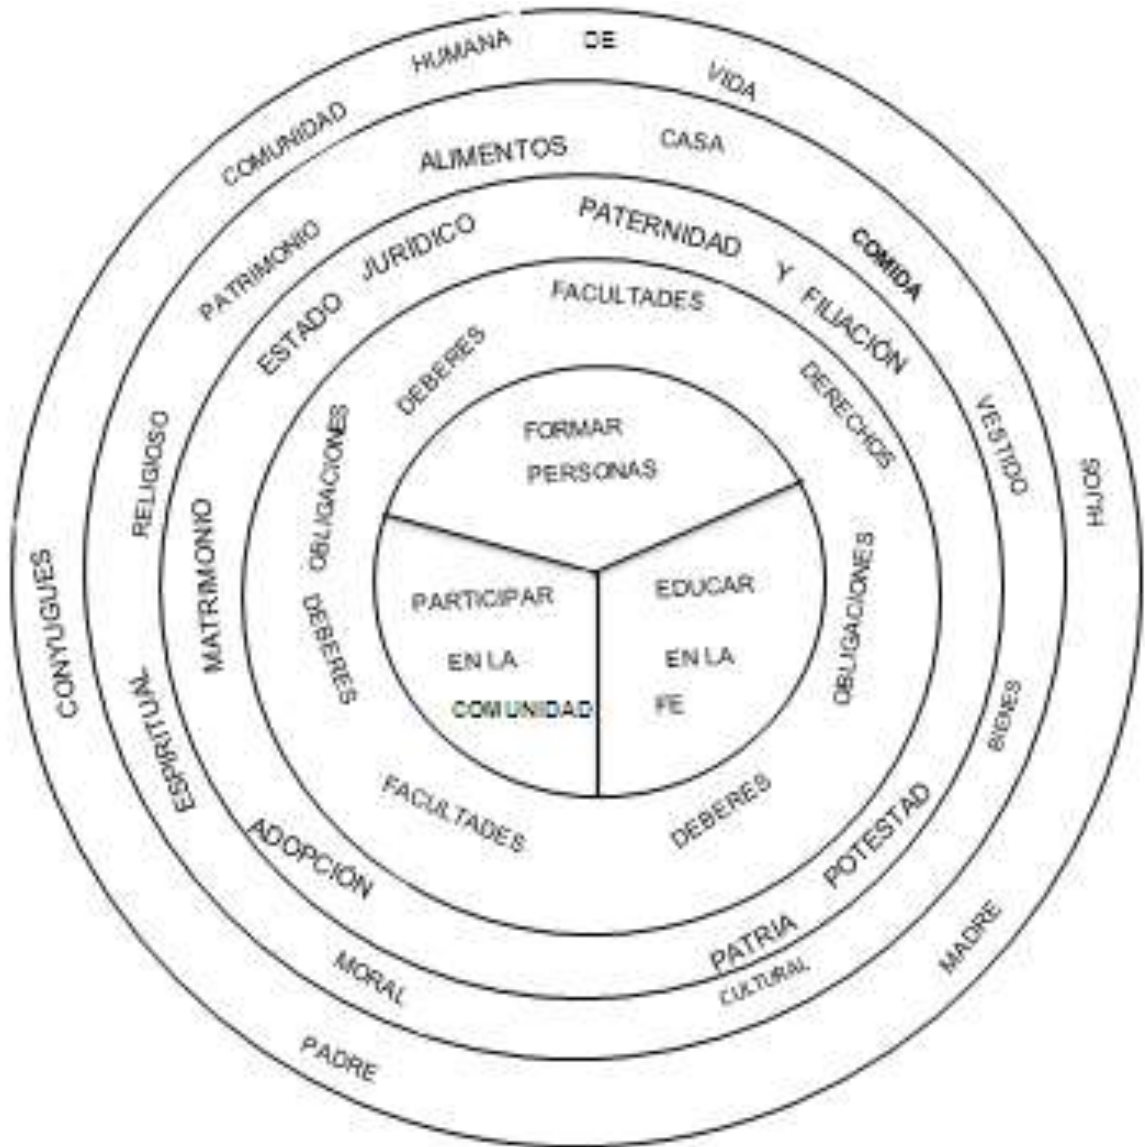 COMUNIDAD HUMANA DE VIDA
HIJOS
MADRE
PADRE
CONYUGUES
PATRIMONIO
ALIMENTOS
CASA
COMIDA
VESTIDO
BIENES
CULTURAL
MORAL
ESPIRITUAL
RELIGIOSO
ESTADO JURÍDICO
PATERNIDAD Y FILIACIÓN
PATRIA POTESTAD
ADOPCIÓN
MATRIMONIO
DEBERES
FACULTADES
DERECHOS
OBLIGACIONES
DEBERES
FACULTADES
DEBERES
OBLIGACIONES
FORMAR
PERSONAS
EDUCAR
EN LA
FE
PARTICIPAR
EN LA
COMUNIDAD